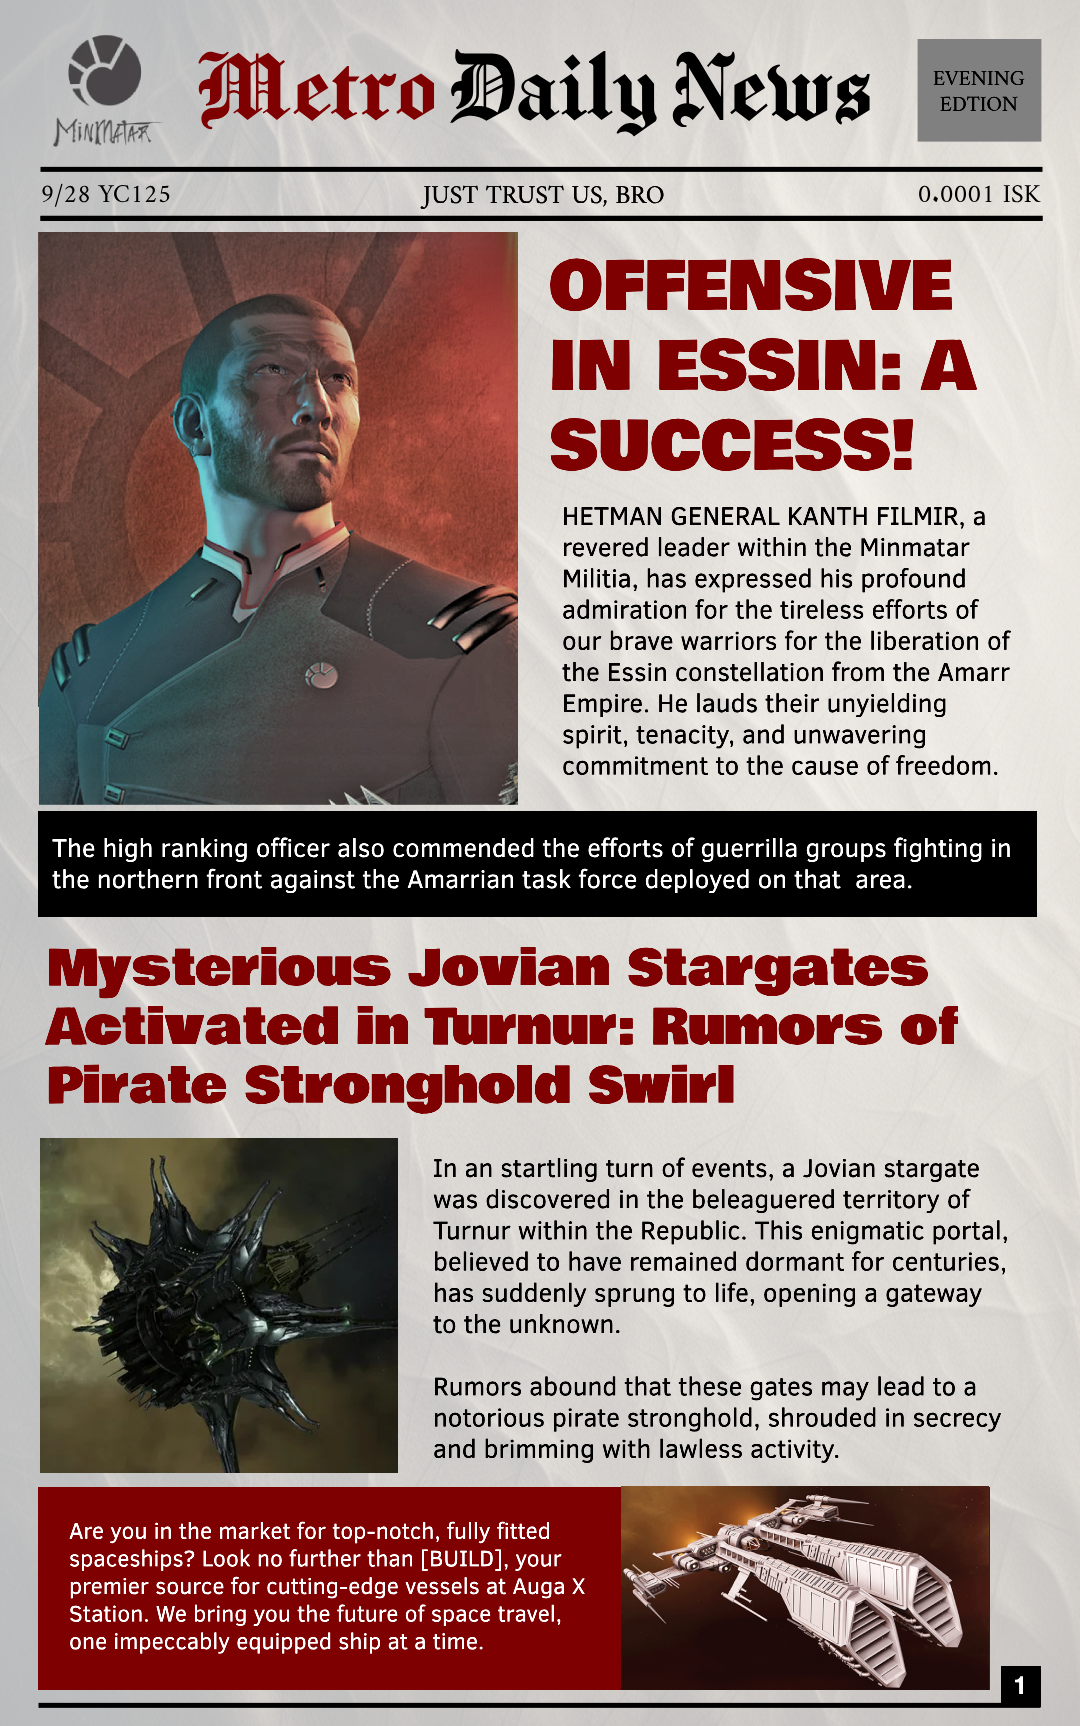 MINMATAR
Metro Daily News
EVENING
EDTION
9/28 YC125
JUST TRUST US, BRO
0.0001 ISK
OFFENSIVE
IN ESSIN: A
SUCCESS!
HETMAN GENERAL KANTH FILMIR, a
revered leader within the Minmatar
Militia, has expressed his profound
admiration for the tireless efforts of
our brave warriors for the liberation of
the Essin constellation from the Amarr
Empire. He lauds their unyielding
spirit, tenacity, and unwavering
commitment to the cause of freedom.
The high ranking officer also commended the efforts of guerrilla groups fighting in
the northern front against the Amarrian task force deployed on that  area.
Mysterious Jovian Stargates
Activated in Turnur: Rumors of
Pirate Stronghold Swirl
In an startling turn of events, a Jovian stargate
was discovered in the beleaguered territory of
Turnur within the Republic. This enigmatic portal,
believed to have remained dormant for centuries,
has suddenly sprung to life, opening a gateway
to the unknown.
Rumors abound that these gates may lead to a
notorious pirate stronghold, shrouded in secrecy
and brimming with lawless activity.
Are you in the market for top-notch, fully fitted
spaceships? Look no further than [BUILD], your
premier source for cutting-edge vessels at Auga X
Station. We bring you the future of space travel,
one impeccably equipped ship at a time.
1